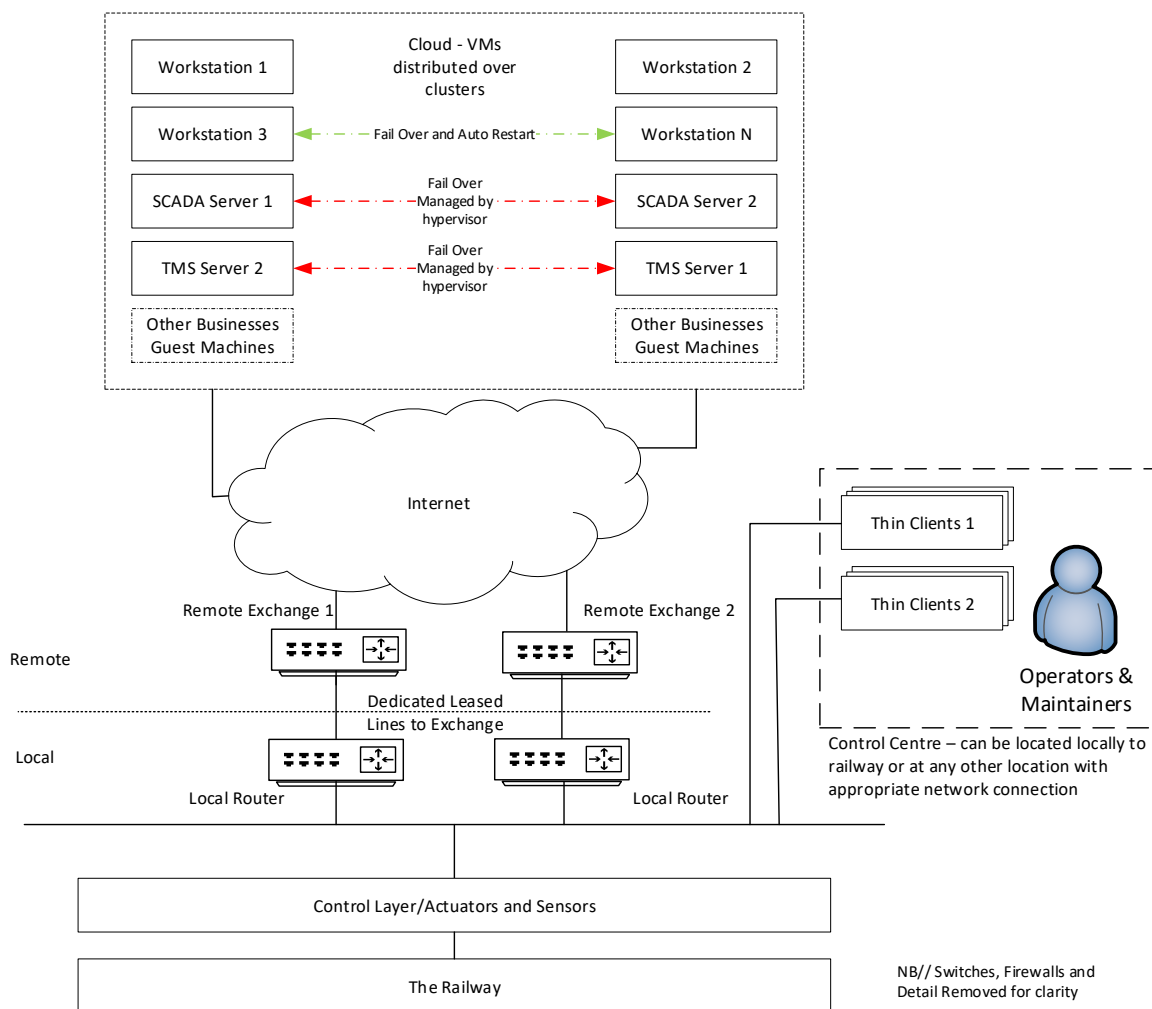 Cloud - VMs
distributed over
clusters
Workstation 1
Workstation 2
Workstation 3
Fail Over and Auto Restart
Workstation N
SCADA Server 1
Fail Over
Managed by
hypervisor
SCADA Server 2
TMS Server 2
Fail Over
Managed by
hypervisor
TMS Server 1
Other Businesses
Guest Machines
Other Businesses
Guest Machines
Internet
Thin Clients 1
Thin Clients 2
Operators &
Maintainers
Control Centre – can be located locally to
railway or at any other location with
appropriate network connection
Remote Exchange 1
Remote Exchange 2
Remote
Dedicated Leased
Lines to Exchange
Local
Local Router
Local Router
Control Layer/Actuators and Sensors
The Railway
NB// Switches, Firewalls and
Detail Removed for clarity